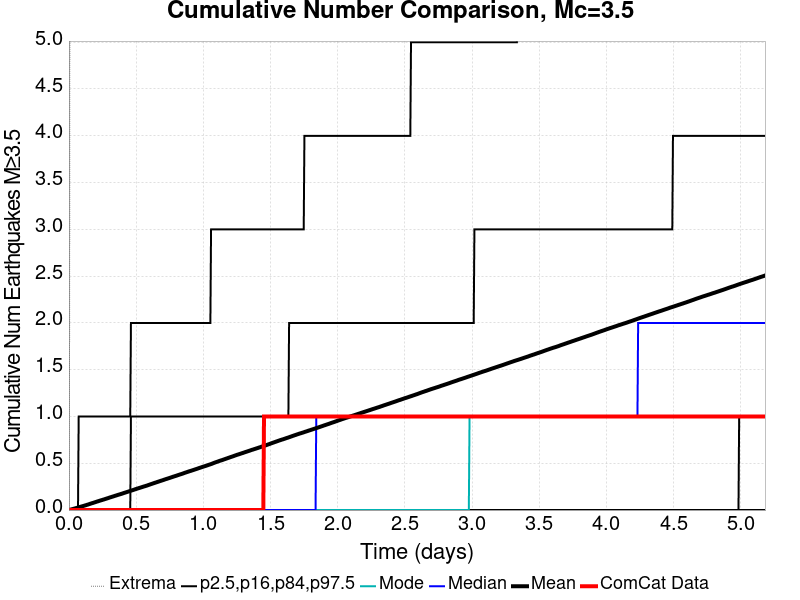 Cumulative Number Comparison, Mc=3.5
Cumulative Num Earthquakes M≥3.5
5.0
4.5
4.0
3.5
3.0
2.5
2.0
1.5
1.0
0.5
0.0
0.0 0.5 1.0 1.5 2.0 2.5 3.0 3.5 4.0 4.5 5.0
Time (days)
Extrema p2.5,p16,p84,p97.5 Mode Median Mean ComCat Data